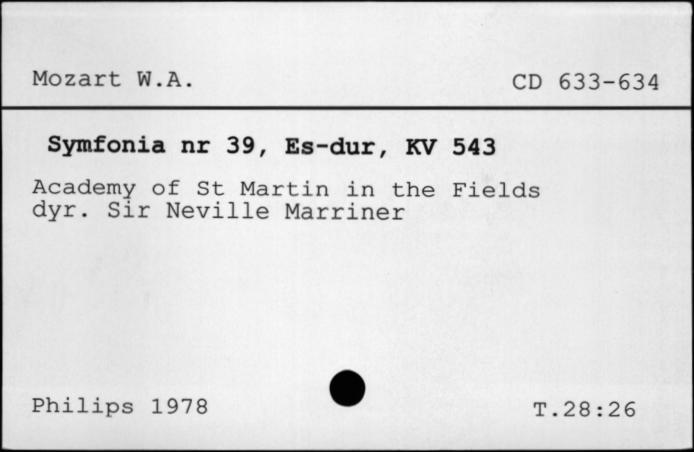 Mozart W.A. CD 633-634
Symfonia nr 39, Es-dur, KV 543
Academy of St Martin in the Fields
dyr. Sir Neville Marriner
Philips 1978 T.28:26